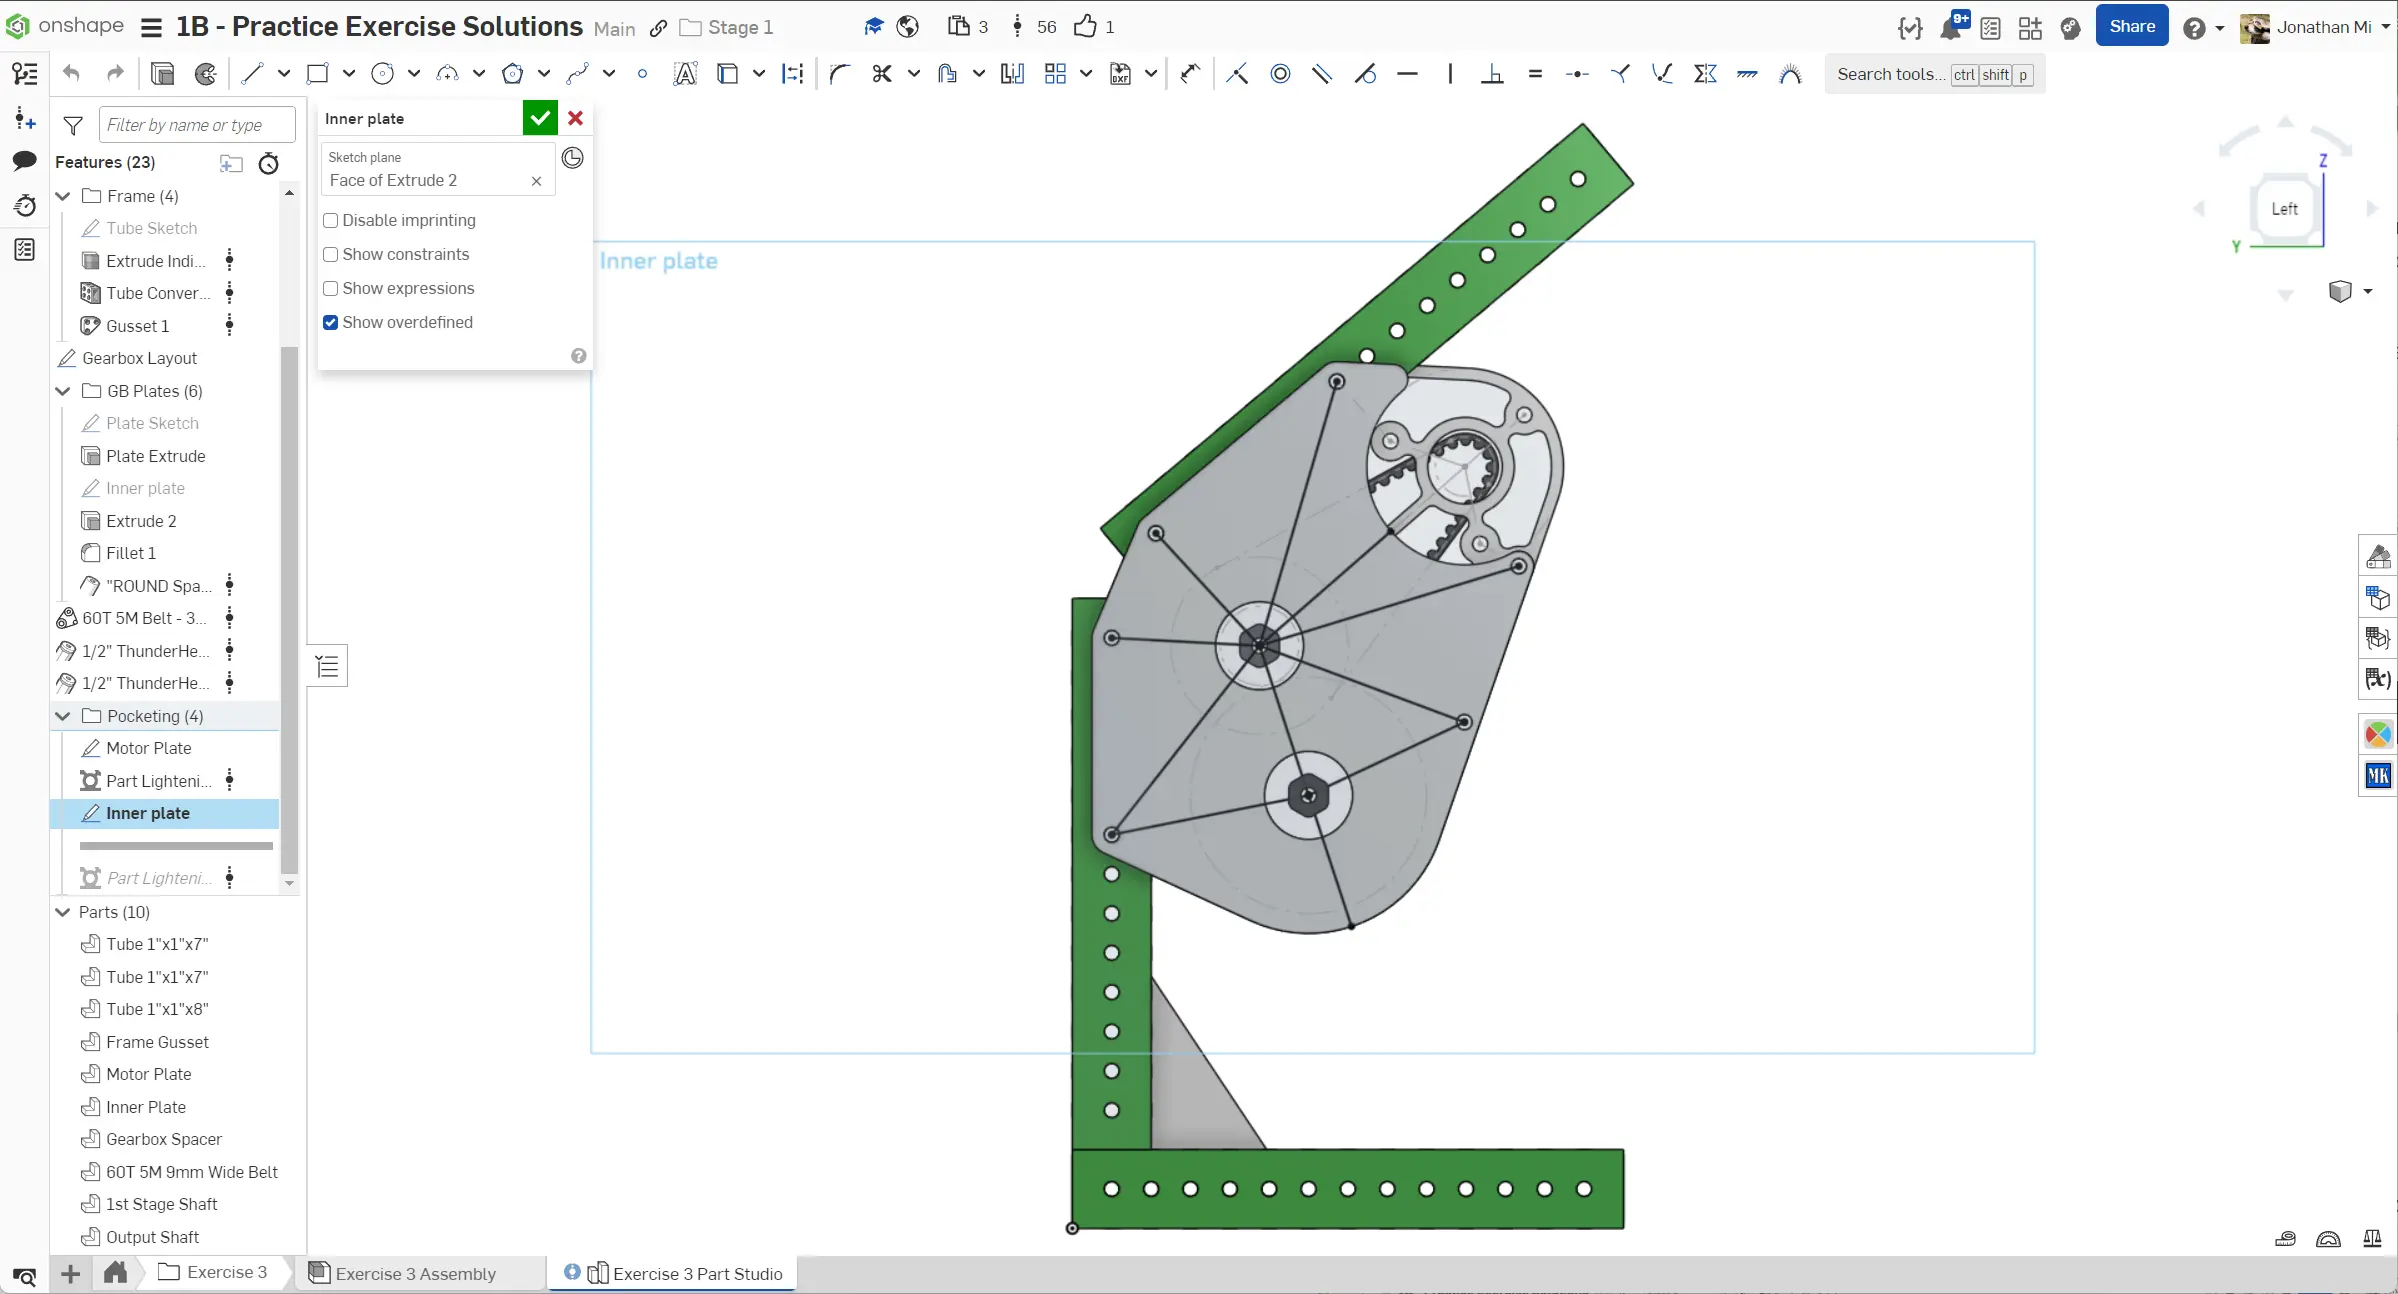 onshape
1B - Practice Exercise Solutions
Main
Stage 1
3
56
1
9+
Share
Jonathan Mi
Search tools... ctrl shift p
Filter by name or type
Features (23)
Frame (4)
Tube Sketch
Extrude Indi...
Tube Conver...
Gusset 1
Gearbox Layout
GB Plates (6)
Plate Sketch
Plate Extrude
Inner plate
Extrude 2
Fillet 1
"ROUND Spa...
60T 5M Belt - 3...
1/2" ThunderHe...
1/2" ThunderHe...
Pocketing (4)
Motor Plate
Part Lighteni...
Inner plate
Part Lighteni...
Parts (10)
Tube 1"x1"x7"
Tube 1"x1"x7"
Tube 1"x1"x8"
Frame Gusset
Motor Plate
Inner Plate
Gearbox Spacer
60T 5M 9mm Wide Belt
1st Stage Shaft
Output Shaft
Inner plate
Sketch plane
Face of Extrude 2
Disable imprinting
Show constraints
Show expressions
Show overdefined
Inner plate
Z
Left
Y
(x)
MK
DXF
Exercise 3
Exercise 3 Assembly
Exercise 3 Part Studio